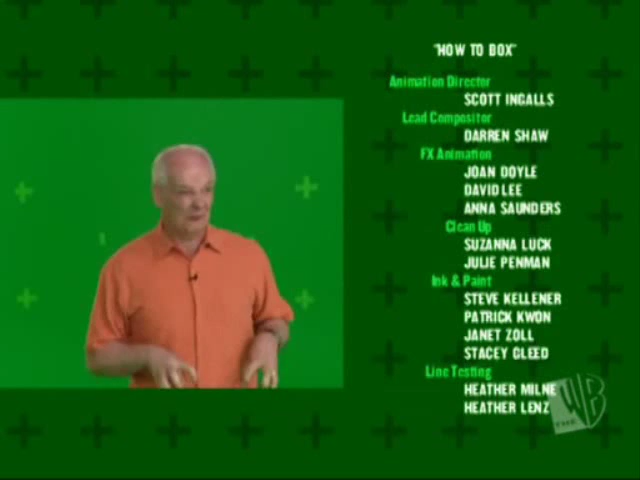 "HOW TO BOX"
Animation Director
SCOTT INGALLS
Lead Compositor
DARREN SHAW
FX Animation
JOAN DOYLE
DAVID LEE
ANNA SAUNDERS
Clean Up
SUZANNA LUCK
JULIE PENMAN
Ink & Paint
STEVE KELLENER
PATRICK KWON
JANET ZOLL
STACEY GLEED
Line Testing
HEATHER MILNE
HEATHER LENZ
THE WB